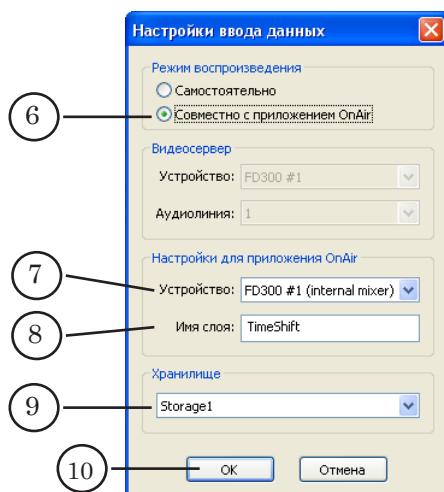 Настройки ввода данных
Режим воспроизведения
Самостоятельно
6
Совместно с приложением OnAir
Видеосервер
Устройство: FD300 #1
Аудиолиния: 1
Настройки для приложения OnAir
7
Устройство: FD300 #1 (internal mixer)
8
Имя слоя: TimeShift
Хранилище
9
Storage1
10
OK Отмена